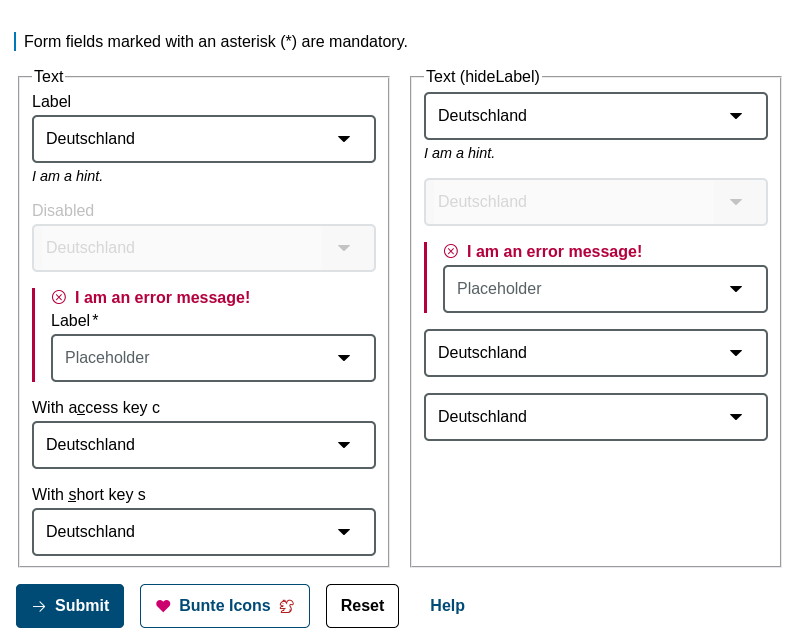 Form fields marked with an asterisk (*) are mandatory.
Text
Label
Deutschland
I am a hint.
Disabled
Deutschland
I am an error message!
Label*
Placeholder
With access key c
Deutschland
With short key s
Deutschland
Text (hideLabel)
Deutschland
I am a hint.
Deutschland
I am an error message!
Placeholder
Deutschland
Deutschland
Submit
Bunte Icons
Reset
Help